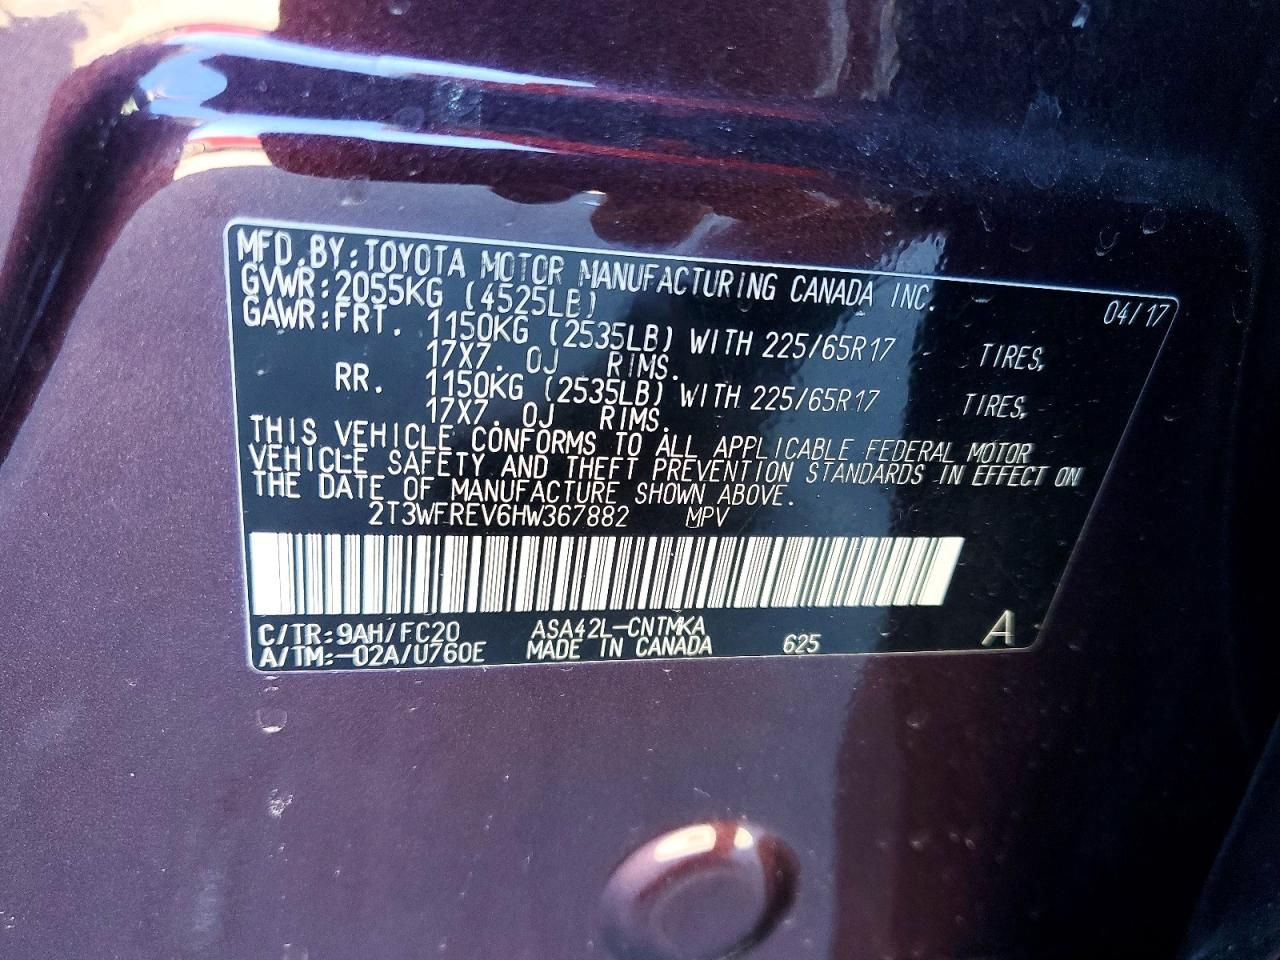 MFD. BY: TOYOTA MOTOR MANUFACTURING CANADA INC. 04/17
GVWR: 2055KG (4525LB)
GAWR: FRT. 1150KG (2535LB) WITH 225/65R17 TIRES,
17X7.0J RIMS.
RR. 1150KG (2535LB) WITH 225/65R17 TIRES,
17X7.0J RIMS.
THIS VEHICLE CONFORMS TO ALL APPLICABLE FEDERAL MOTOR
VEHICLE SAFETY AND THEFT PREVENTION STANDARDS IN EFFECT ON
THE DATE OF MANUFACTURE SHOWN ABOVE.
2T3WFREV6HW367882 MPV
C/TR:9AH/FC20 ASA42L-CNTMKA
A/TM:-02A/U760E MADE IN CANADA 625 A